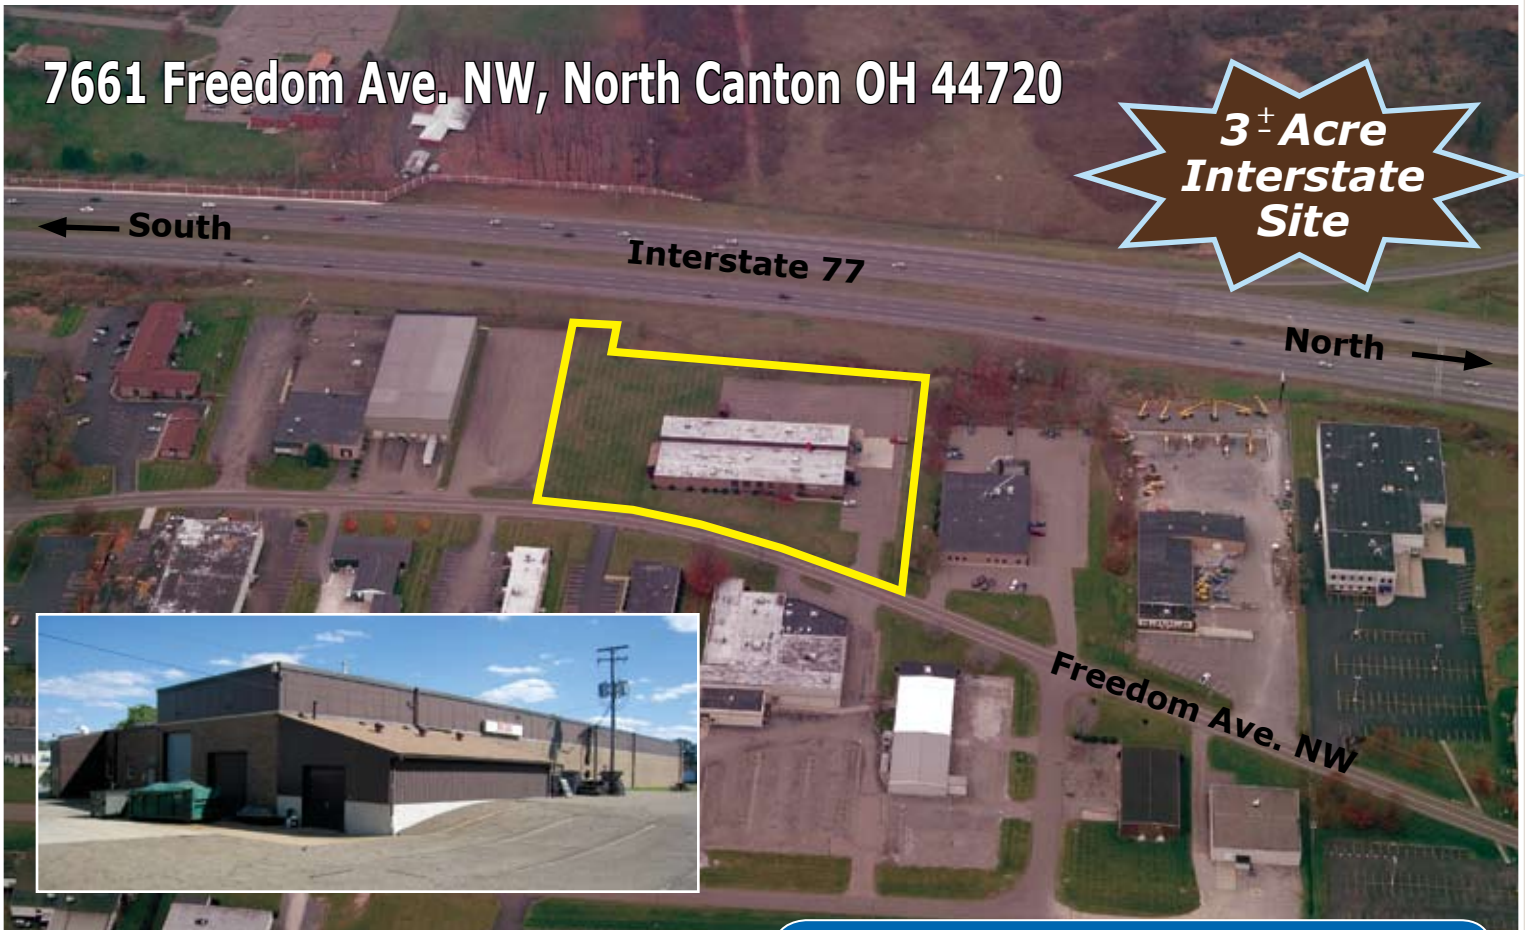 7661 Freedom Ave. NW, North Canton OH 44720
3 ± Acre
Interstate
Site
South
Interstate 77
North
Freedom Ave. NW